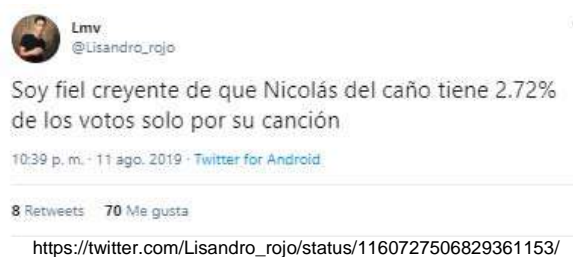 Lmv
@Lisandro_rojo
Soy fiel creyente de que Nicolás del caño tiene 2.72%
de los votos solo por su canción
10:39 p. m. · 11 ago. 2019 · Twitter for Android
8 Retweets 70 Me gusta
https://twitter.com/Lisandro_rojo/status/1160727506829361153/